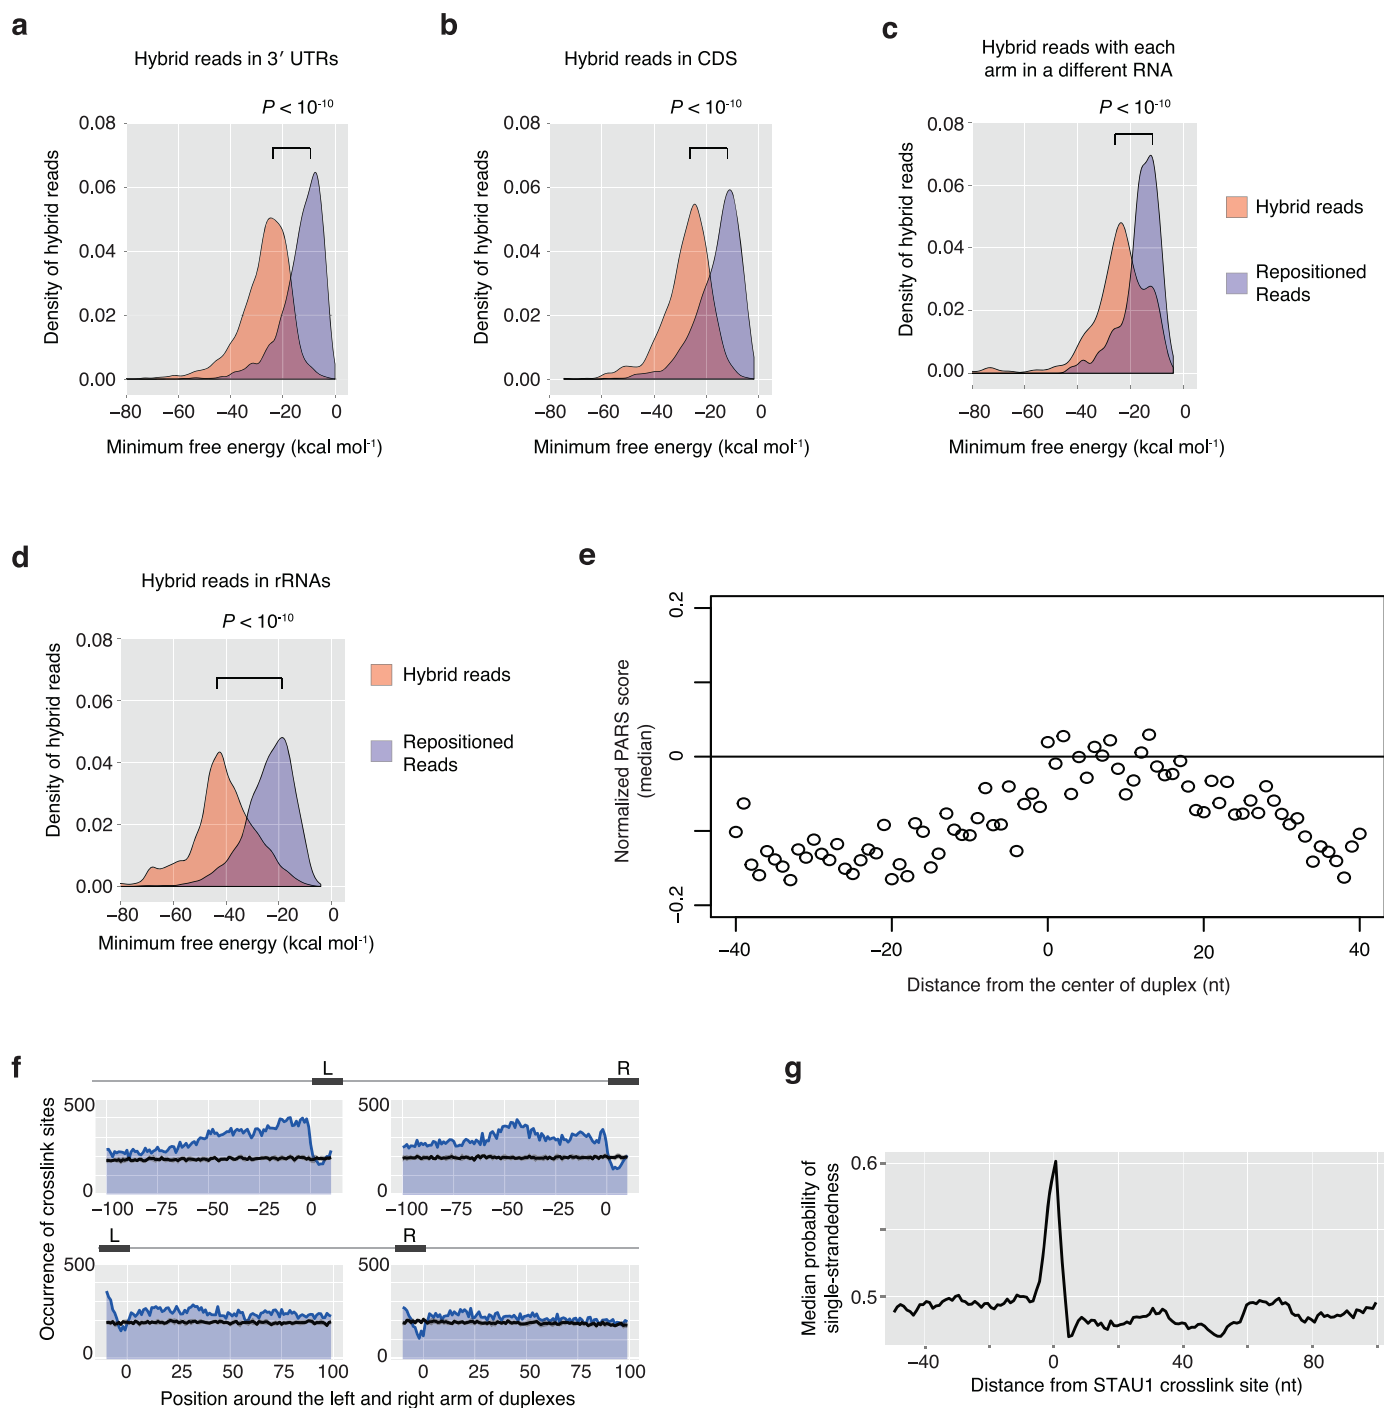 a
Hybrid reads in 3′ UTRs
P < 10-10
0.08
0.06
0.04
0.02
0.00
Density of hybrid reads
−80 −60 −40 −20 0
Minimum free energy (kcal mol-1)
b
Hybrid reads in CDS
P < 10-10
0.08
0.06
0.04
0.02
0.00
Density of hybrid reads
−80 −60 −40 −20 0
Minimum free energy (kcal mol-1)
c
Hybrid reads with each
arm in a different RNA
P < 10-10
0.08
0.06
0.04
0.02
0.00
Density of hybrid reads
−80 −60 −40 −20 0
Minimum free energy (kcal mol-1)
Hybrid reads
Repositioned
Reads
d
Hybrid reads in rRNAs
P < 10-10
0.08
0.06
0.04
0.02
0.00
Density of hybrid reads
−80 −60 −40 −20 0
Minimum free energy (kcal mol-1)
Hybrid reads
Repositioned
Reads
e
0.2
0
−0.2
Normalized PARS score
(median)
−40 −20 0 20 40
Distance from the center of duplex (nt)
f
L
R
500
0
500
0
−100 −75 −50 −25 0
−100 −75 −50 −25 0
L
R
500
0
500
0
0 25 50 75 100
0 25 50 75 100
Occurrence of crosslink sites
Position around the left and right arm of duplexes
g
0.6
0.5
Median probability of
single-strandedness
−40 0 40 80
Distance from STAU1 crosslink site (nt)